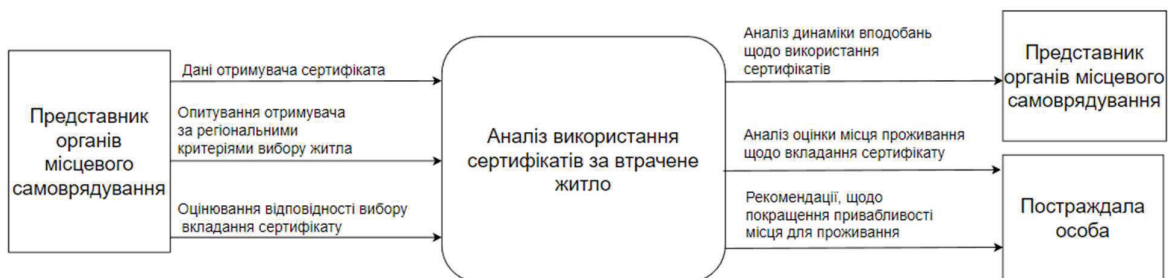 Представник
органів
місцевого
самоврядування
Дані отримувача сертифіката
Опитування отримувача
за регіональними
критеріями вибору житла
Оцінювання відповідності вибору
вкладання сертифікату
Аналіз використання
сертифікатів за втрачене
житло
Аналіз динаміки вподобань
щодо використання
сертифікатів
Аналіз оцінки місця проживання
щодо вкладання сертифікату
Рекомендації, щодо
покращення привабливості
місця для проживання
Представник
органів місцевого
самоврядування
Постраждала
особа